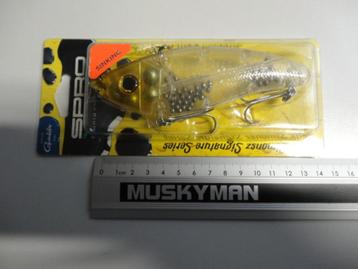 SINKING
SPRO
Gamakatsu
Signature Series
0 1cm 2 3 4 5 6 7 8 9 10 11 12 13 14 15 16
MUSKYMAN